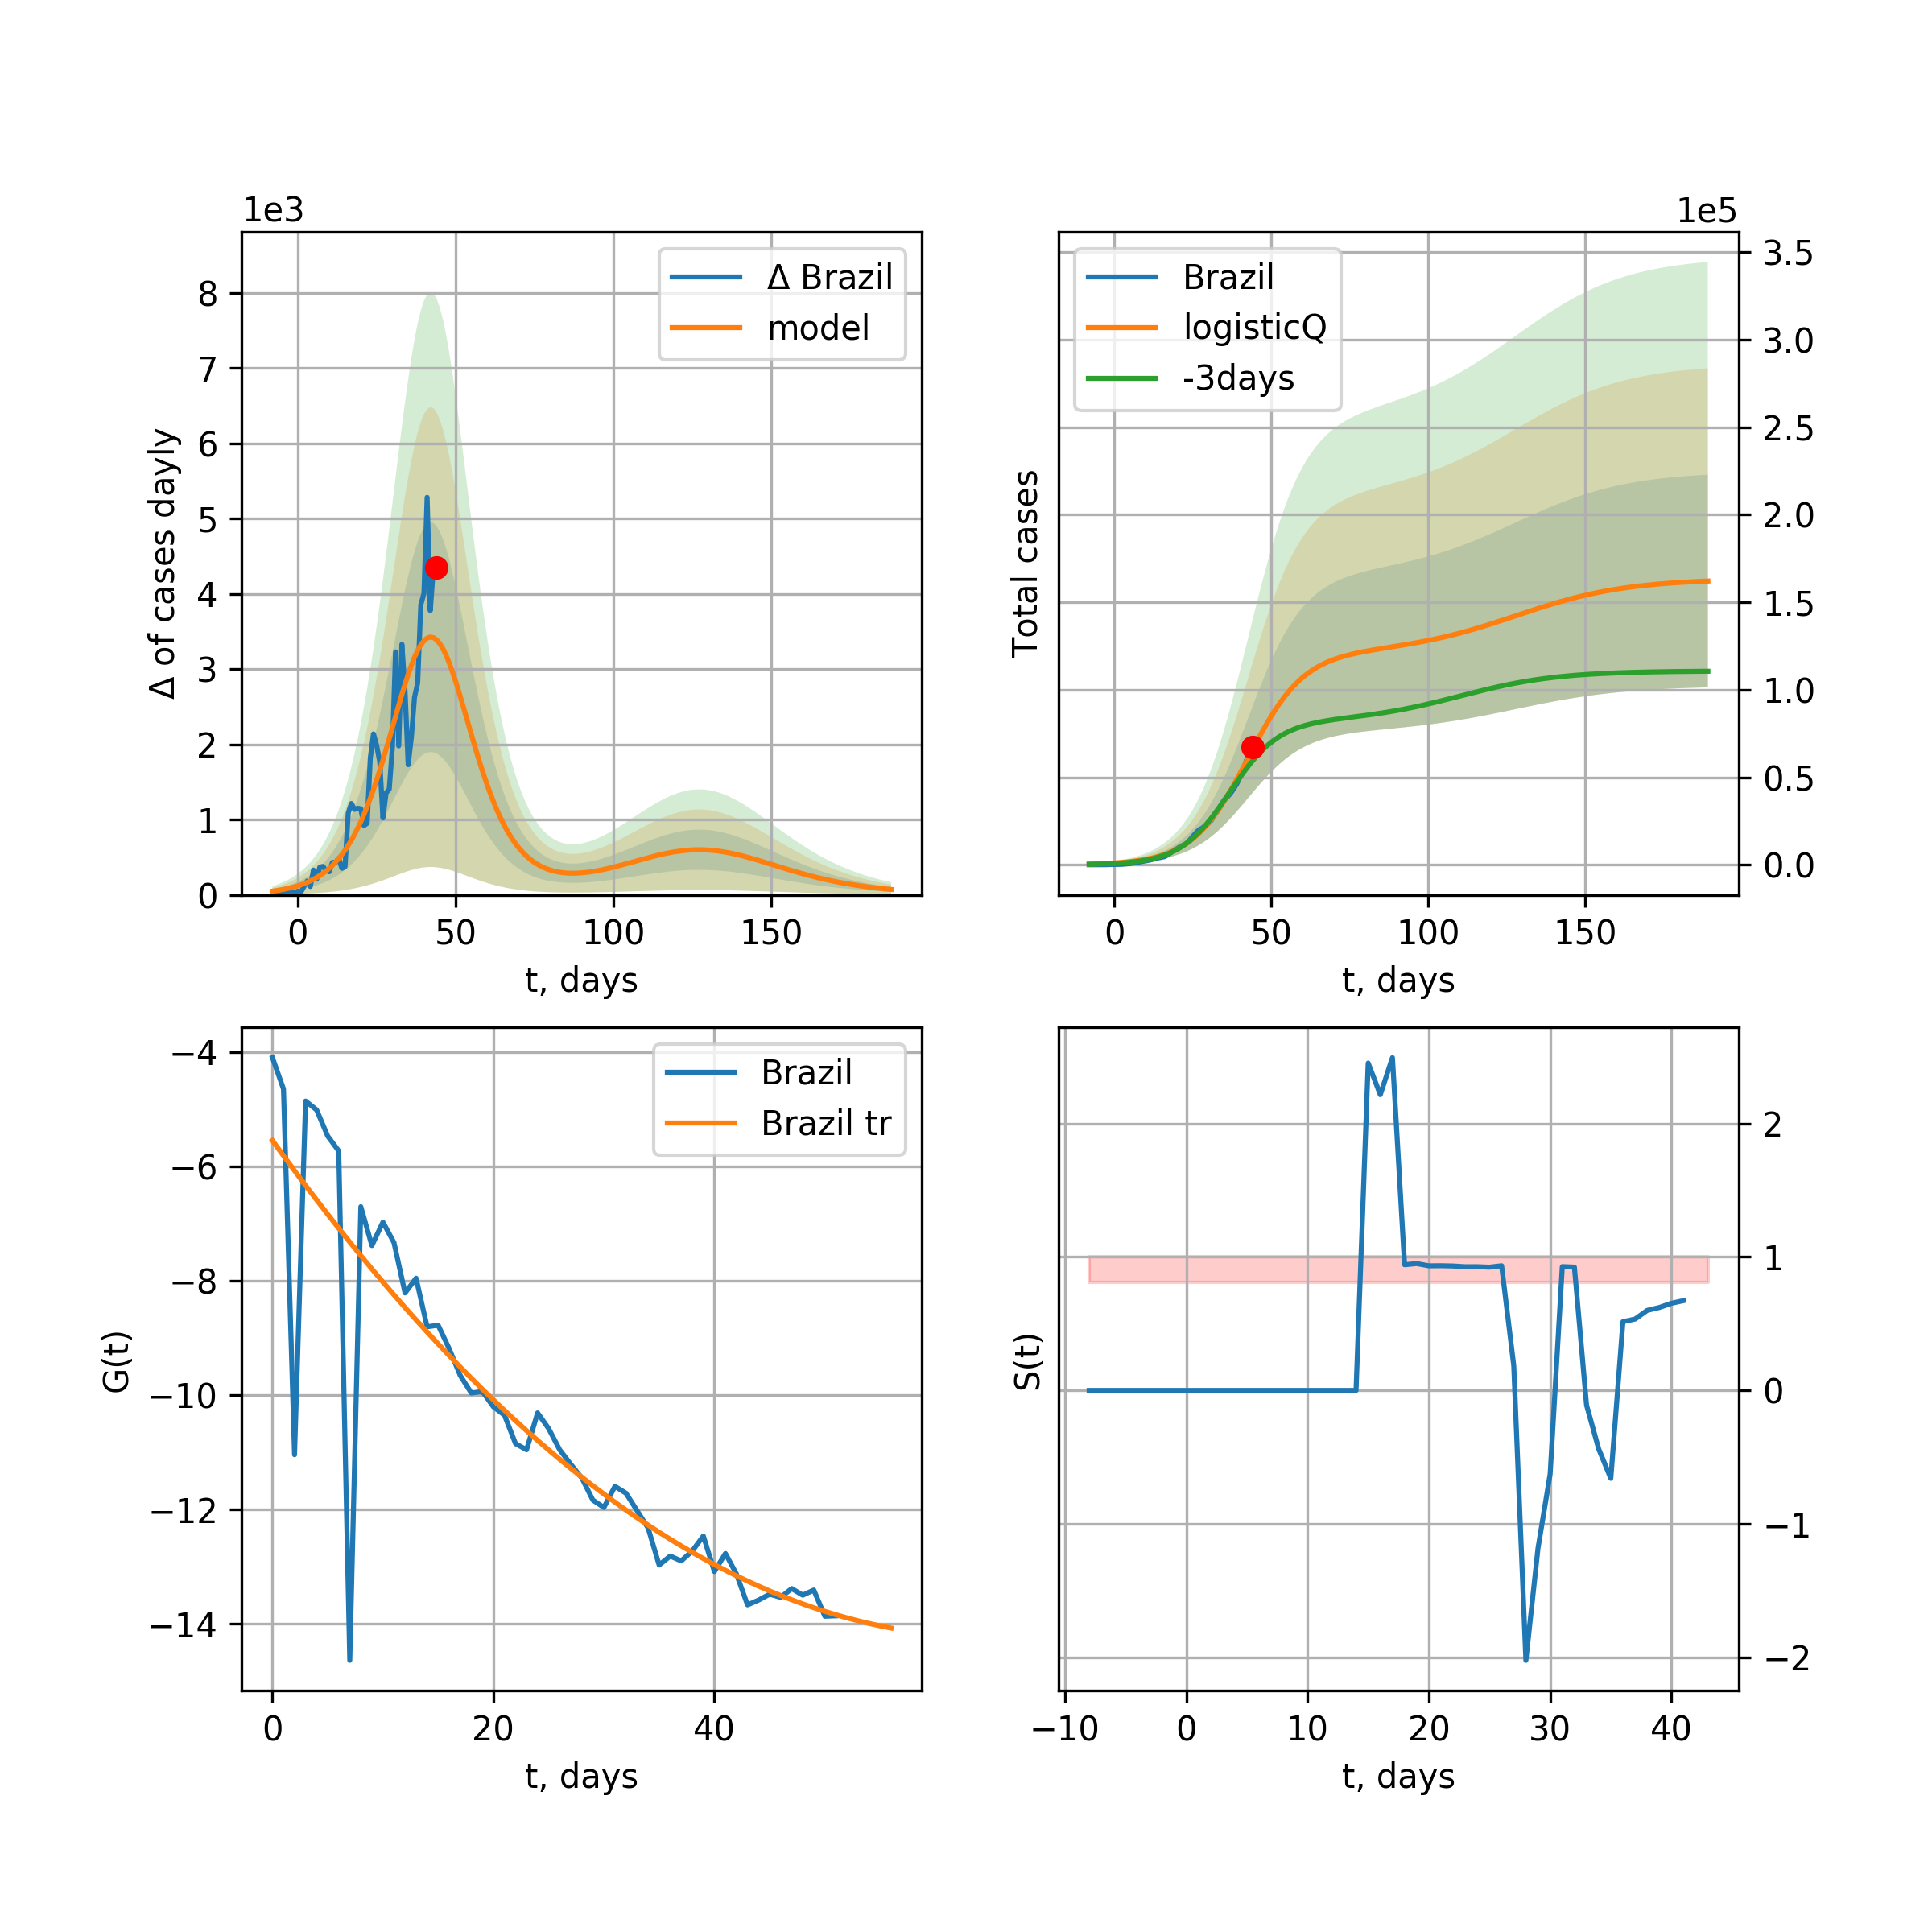 1e3
Δ of cases dayly
8
7
6
5
4
3
2
1
0
Δ Brazil
model
0 50 100 150
t, days
1e5
Total cases
Brazil
logisticQ
-3days
3.5
3.0
2.5
2.0
1.5
1.0
0.5
0.0
0 50 100 150
t, days
G(t)
−4
−6
−8
−10
−12
−14
Brazil
Brazil tr
0 20 40
t, days
S(t)
2
1
0
−1
−2
−10 0 10 20 30 40
t, days